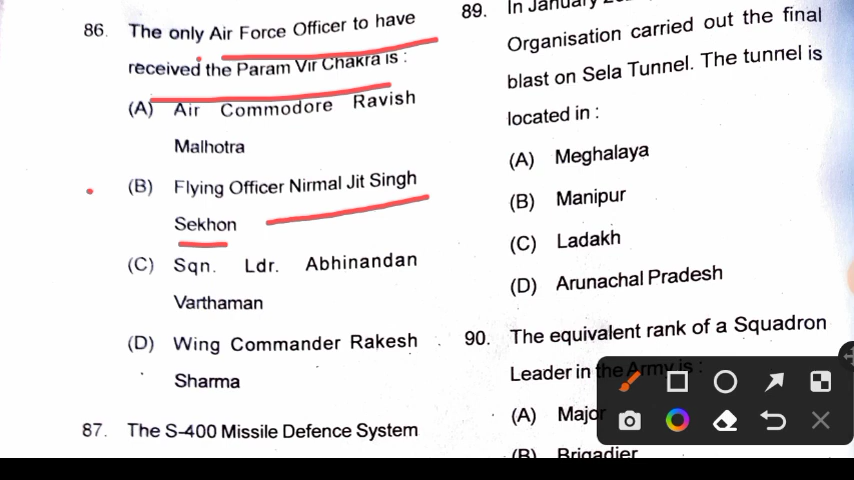 86. The only Air Force Officer to have
received the Param Vir Chakra is :
(A) Air Commodore Ravish
Malhotra
(B) Flying Officer Nirmal Jit Singh
Sekhon
(C) Sqn. Ldr. Abhinandan
Varthaman
(D) Wing Commander Rakesh
Sharma
87. The S-400 Missile Defence System
89. In January
Organisation carried out the final
blast on Sela Tunnel. The tunnel is
located in :
(A) Meghalaya
(B) Manipur
(C) Ladakh
(D) Arunachal Pradesh
90. The equivalent rank of a Squadron
Leader in the Army is :
(A) Major
(B) Brigadier